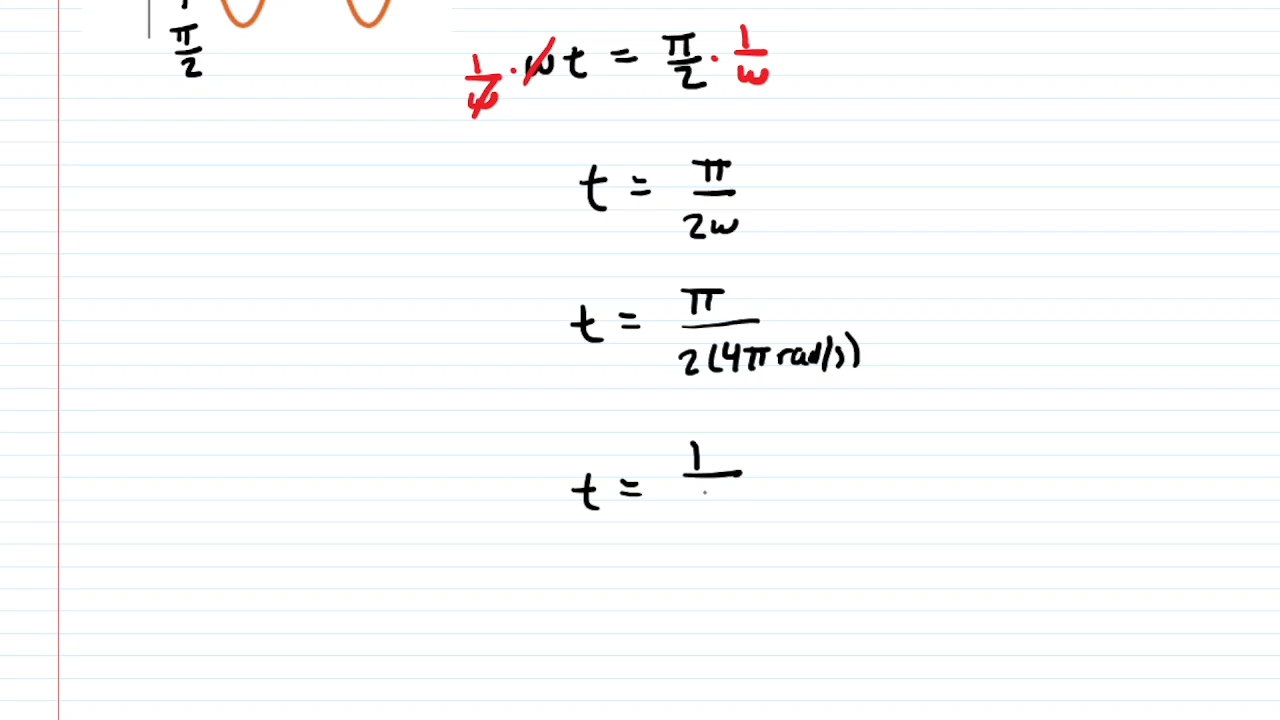 π/2
1/ω · ωt = π/2 · 1/ω
t = π/2ω
t = π/2(4π rad/s)
t = 1/